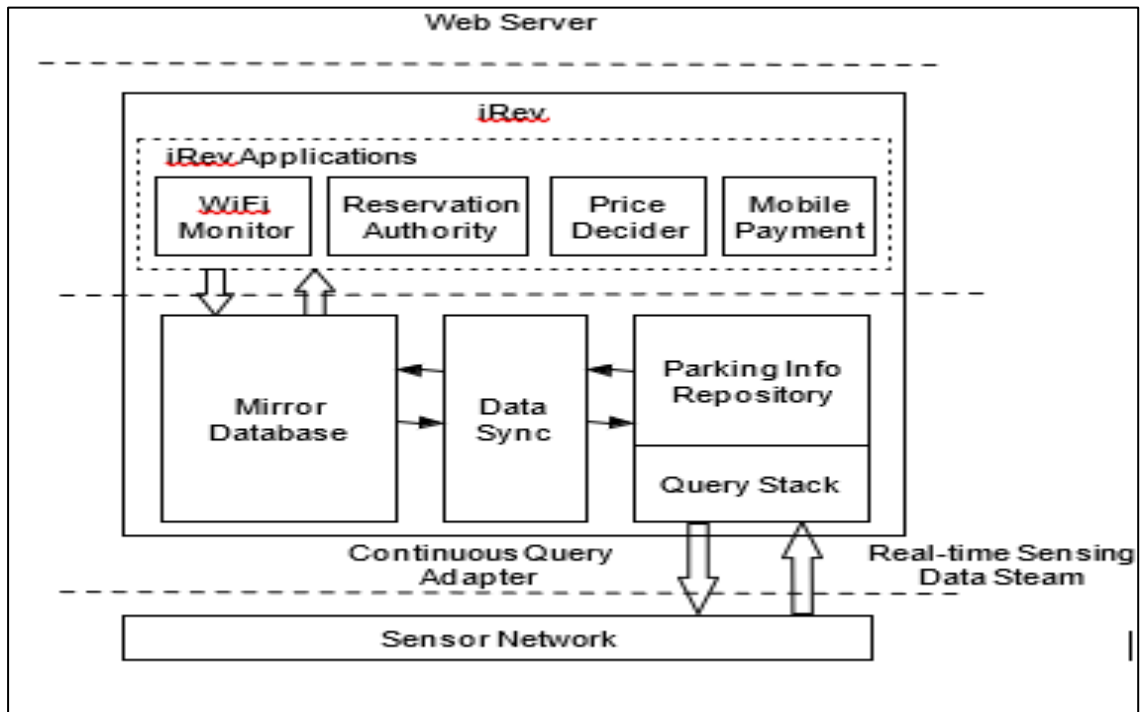 Web Server
iRev
iRev Applications
WiFi
Monitor
Reservation
Authority
Price
Decider
Mobile
Payment
Mirror
Database
Data
Sync
Parking Info
Repository
Query Stack
Continuous Query
Adapter
Real-time Sensing
Data Steam
Sensor Network